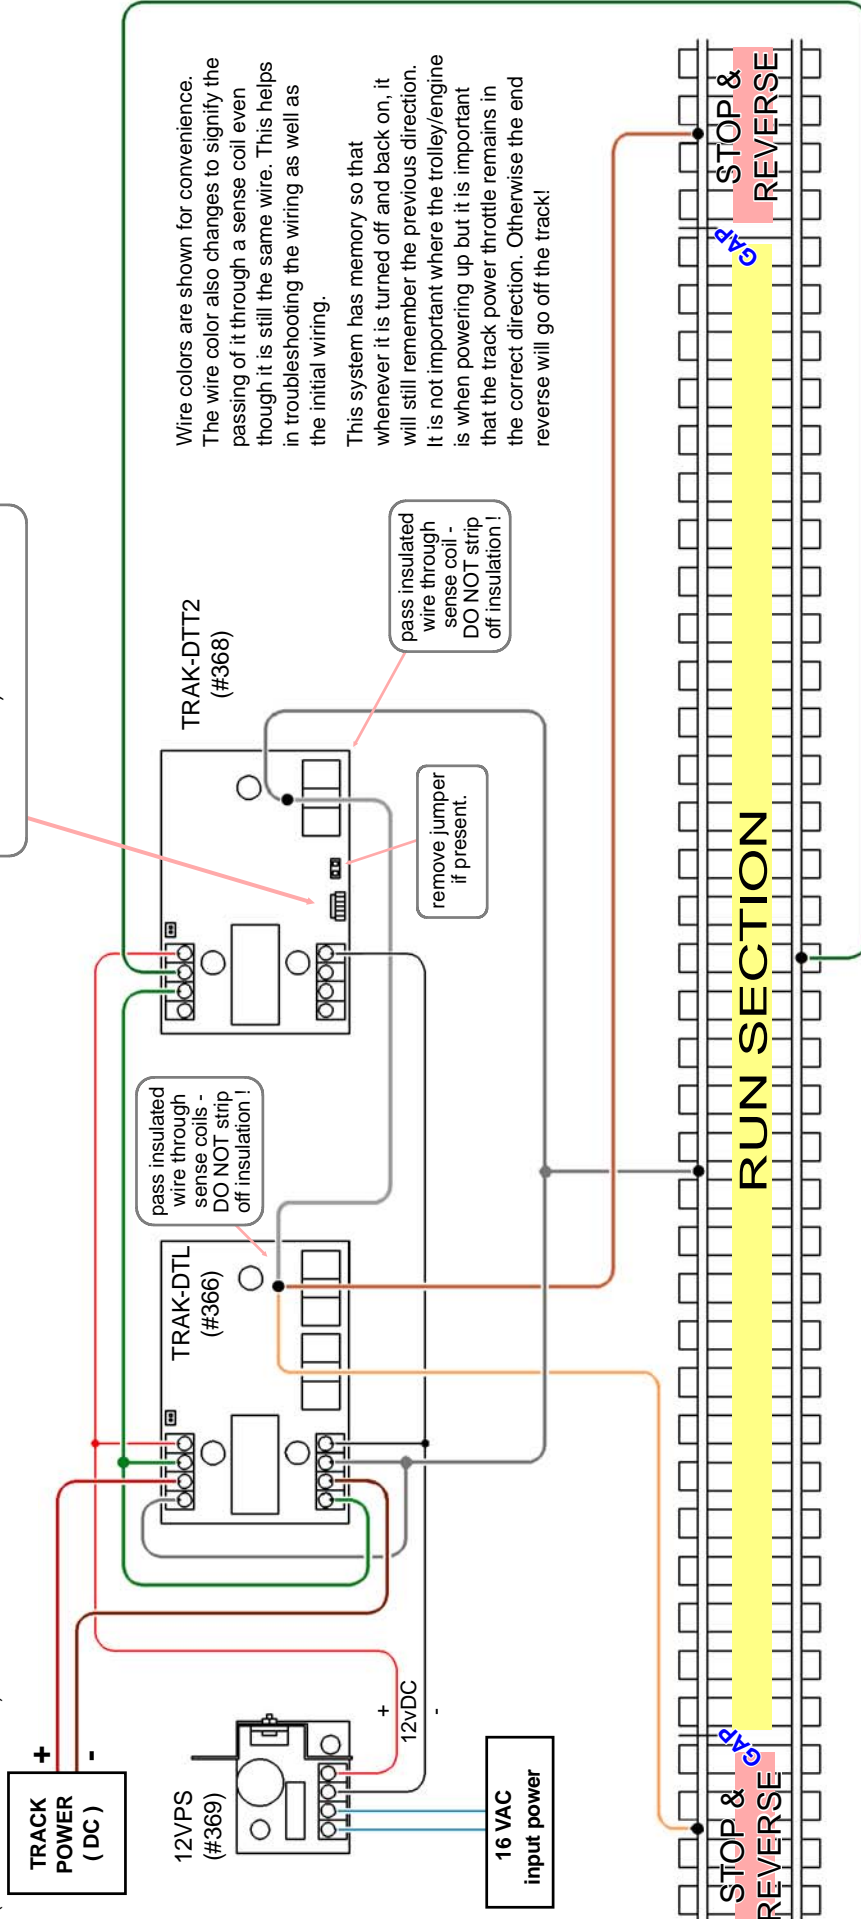 Wire colors are shown for convenience.
The wire color also changes to signify the
passing of it through a sense coil even
though it is still the same wire. This helps
in troubleshooting the wiring as well as
the initial wiring.
This system has memory so that
whenever it is turned off and back on, it
will still remember the previous direction.
It is not important where the trolley/engine
is when powering up but it is important
that the track power throttle remains in
the correct direction. Otherwise the end
reverse will go off the track!
TRACK
POWER
( DC )
+
-
12VPS
(#369)
+
12vDC
-
16 VAC
input power
TRAK-DTL
(#366)
pass insulated
wire through
sense coils -
DO NOT strip
off insulation !
TRAK-DTT2
(#368)
remove jumper
if present.
pass insulated
wire through
sense coil -
DO NOT strip
off insulation !
STOP &
REVERSE
GAP
RUN SECTION
GAP
STOP &
REVERSE